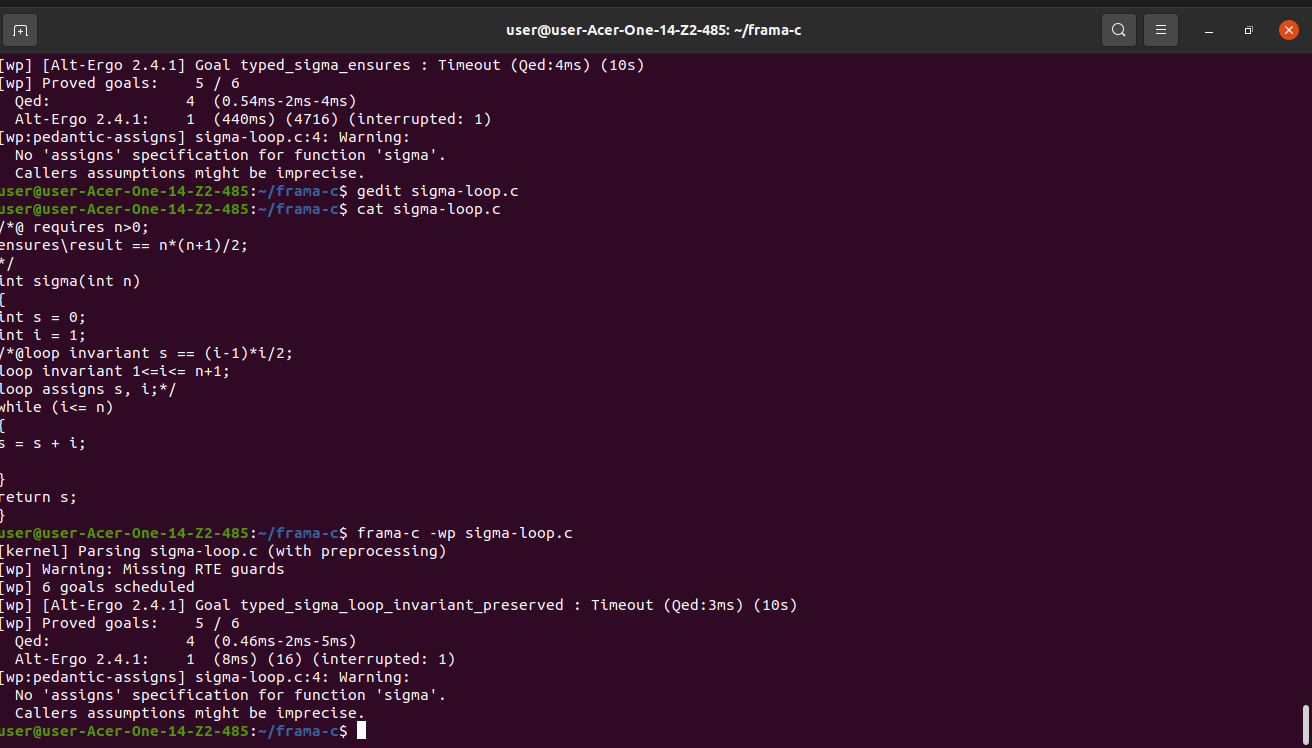 user@user-Acer-One-14-Z2-485: ~/frama-c
[wp] [Alt-Ergo 2.4.1] Goal typed_sigma_ensures : Timeout (Qed:4ms) (10s)
[wp] Proved goals:    5 / 6
  Qed:               4  (0.54ms-2ms-4ms)
  Alt-Ergo 2.4.1:    1  (440ms) (4716) (interrupted: 1)
[wp:pedantic-assigns] sigma-loop.c:4: Warning:
  No 'assigns' specification for function 'sigma'.
  Callers assumptions might be imprecise.
user@user-Acer-One-14-Z2-485:~/frama-c$ gedit sigma-loop.c
user@user-Acer-One-14-Z2-485:~/frama-c$ cat sigma-loop.c
/*@ requires n>0;
ensures\result == n*(n+1)/2;
*/
int sigma(int n)
{
int s = 0;
int i = 1;
/*@loop invariant s == (i-1)*i/2;
loop invariant 1<=i<= n+1;
loop assigns s, i;*/
while (i<= n)
{
s = s + i;

}
return s;
}
user@user-Acer-One-14-Z2-485:~/frama-c$ frama-c -wp sigma-loop.c
[kernel] Parsing sigma-loop.c (with preprocessing)
[wp] Warning: Missing RTE guards
[wp] 6 goals scheduled
[wp] [Alt-Ergo 2.4.1] Goal typed_sigma_loop_invariant_preserved : Timeout (Qed:3ms) (10s)
[wp] Proved goals:    5 / 6
  Qed:               4  (0.46ms-2ms-5ms)
  Alt-Ergo 2.4.1:    1  (8ms) (16) (interrupted: 1)
[wp:pedantic-assigns] sigma-loop.c:4: Warning:
  No 'assigns' specification for function 'sigma'.
  Callers assumptions might be imprecise.
user@user-Acer-One-14-Z2-485:~/frama-c$